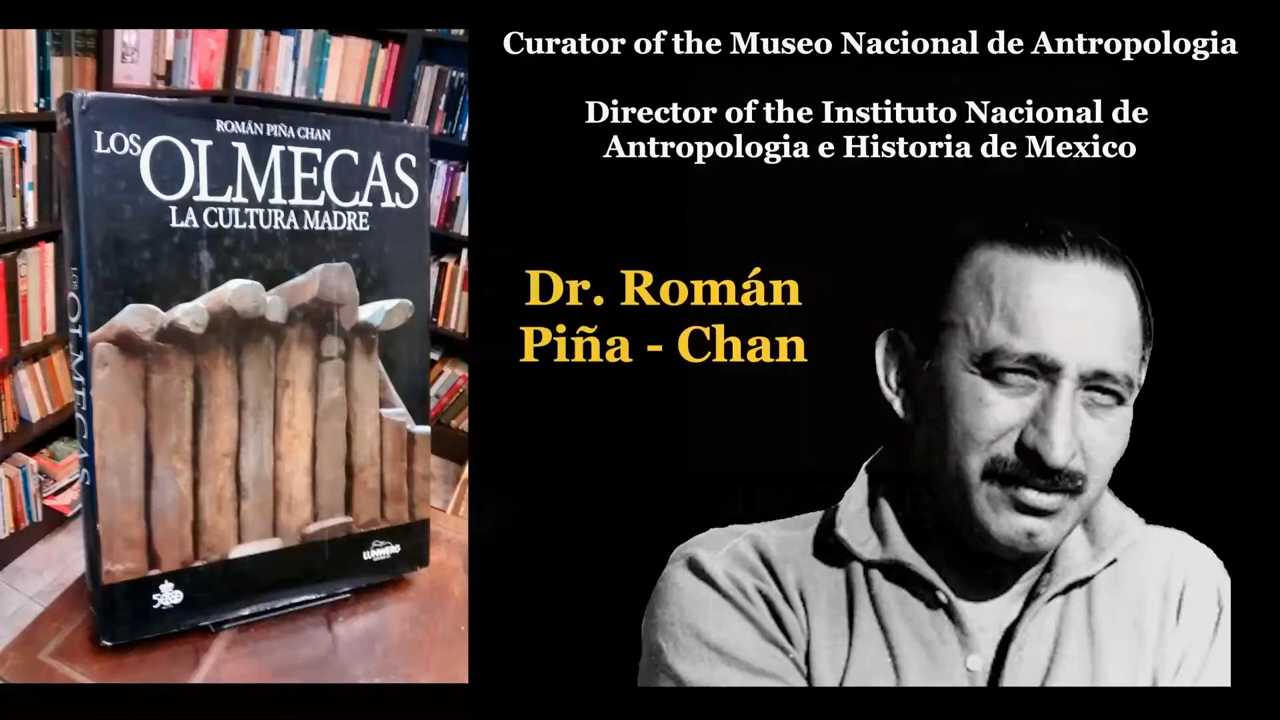 ROMÁN PIÑA CHAN
LOS OLMECAS
LA CULTURA MADRE
LOS OLMECAS
LUNWERG
Curator of the Museo Nacional de Antropologia
Director of the Instituto Nacional de
Antropologia e Historia de Mexico
Dr. Román
Piña - Chan